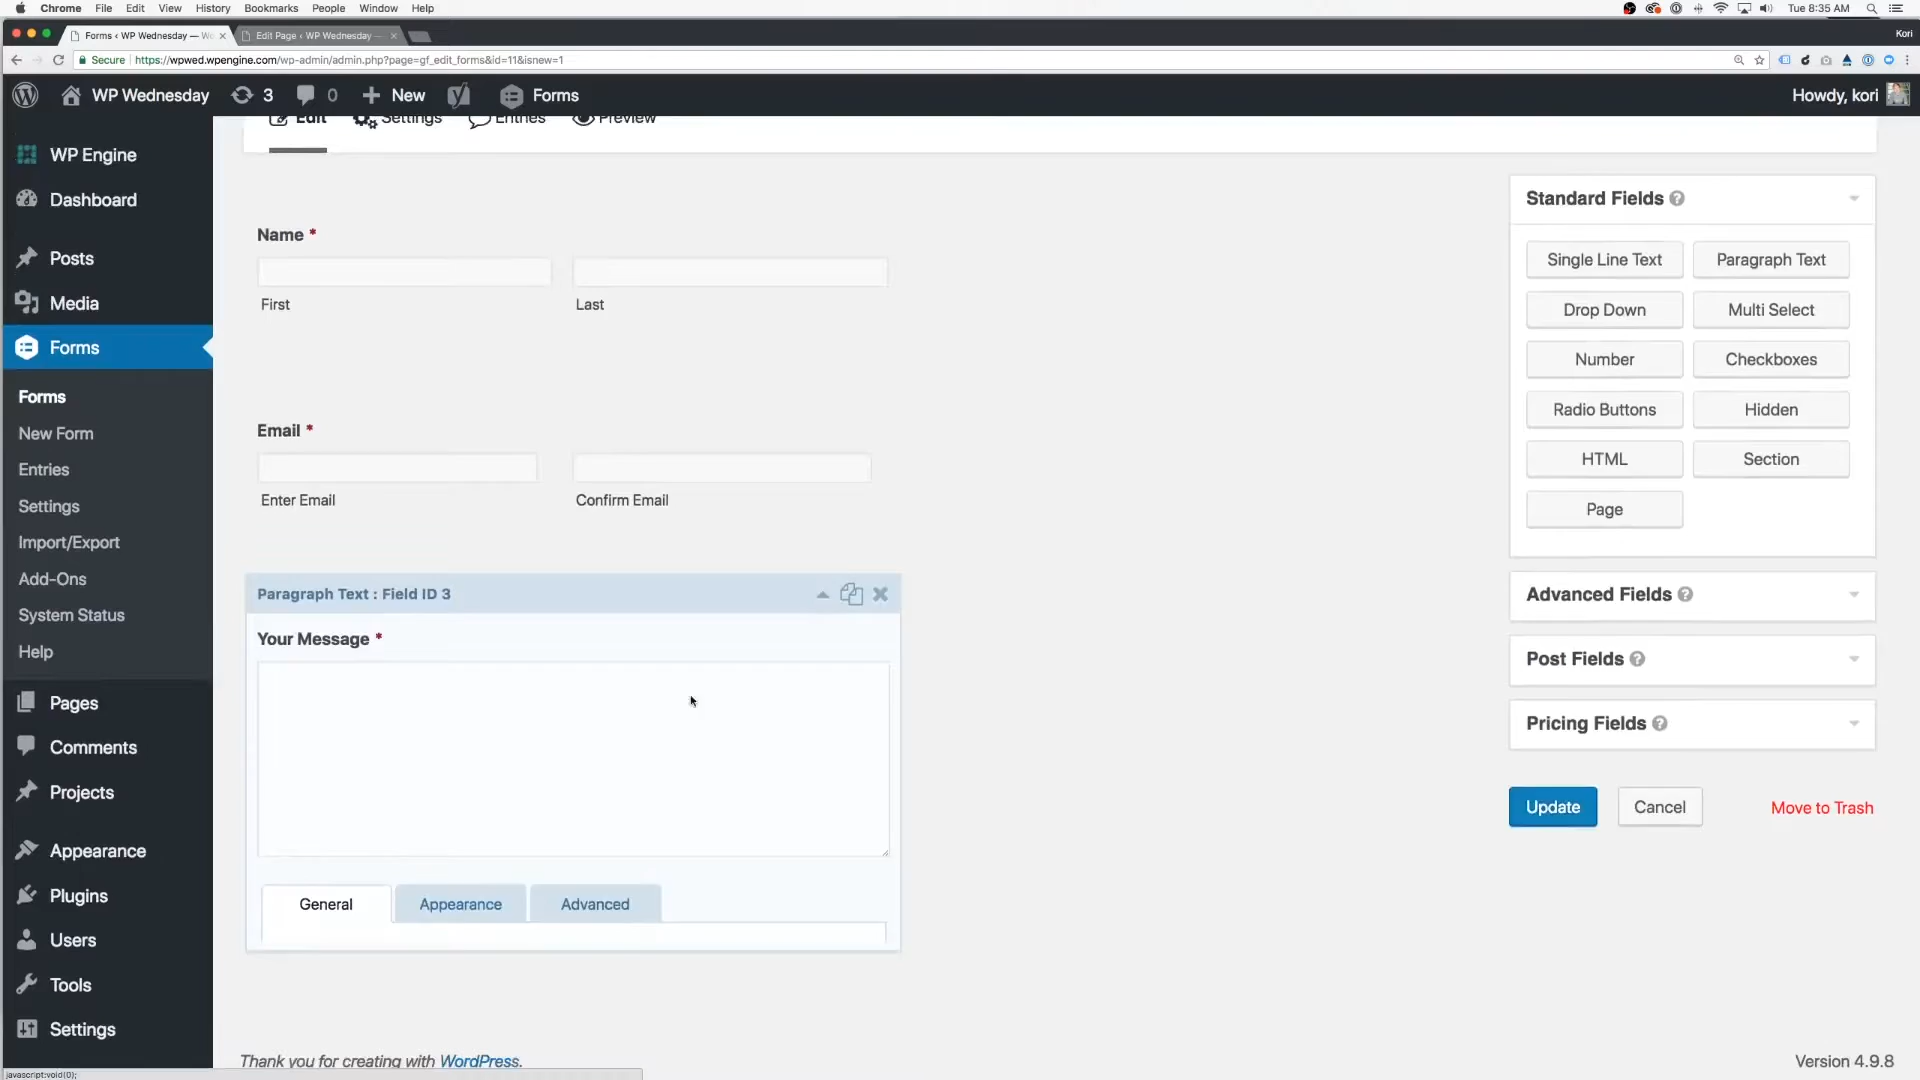 Chrome File Edit View History Bookmarks People Window Help Tue 8:35 AM
Forms ‹ WP Wednesday — W Edit Page ‹ WP Wednesday — Kori
Secure https://wpwed.wpengine.com/wp-admin/admin.php?page=gf_edit_forms&id=11&isnew=1
WP Wednesday 3 0 New Forms Howdy, kori
Edit Settings Entries Preview
WP Engine
Dashboard
Posts
Media
Forms
Forms
New Form
Entries
Settings
Import/Export
Add-Ons
System Status
Help
Pages
Comments
Projects
Appearance
Plugins
Users
Tools
Settings
Name *
First Last
Email *
Enter Email Confirm Email
Paragraph Text : Field ID 3
Your Message *
General Appearance Advanced
Standard Fields
Single Line Text Paragraph Text
Drop Down Multi Select
Number Checkboxes
Radio Buttons Hidden
HTML Section
Page
Advanced Fields
Post Fields
Pricing Fields
Update Cancel Move to Trash
Thank you for creating with WordPress. Version 4.9.8
javascript:void(0);